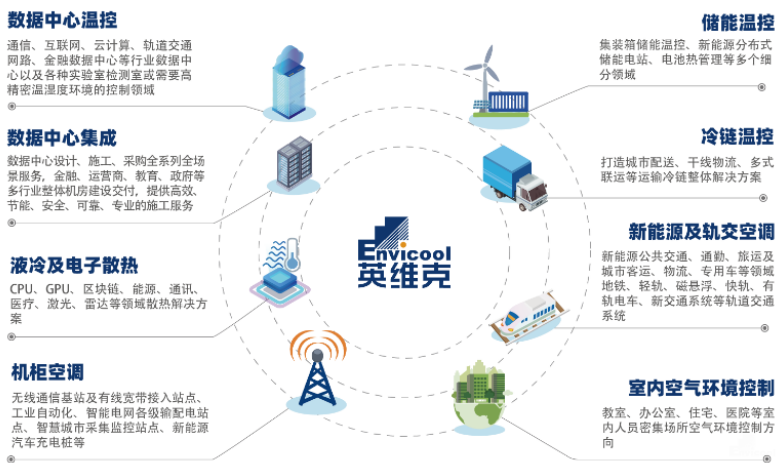 数据中心温控
通信、互联网、云计算、轨道交通
网路、金融数据中心等行业数据中
心以及各种实验室检测室或需要高
精密温湿度环境的控制领域
数据中心集成
数据中心设计、施工、采购全系列全场
景服务，金融、运营商、教育、政府等
多行业整体机房建设交付，提供高效、
节能、安全、可靠、专业的施工服务
液冷及电子散热
CPU、GPU、区块链、能源、通讯、
医疗、激光、雷达等领域散热解决方
案
机柜空调
无线通信基站及有线宽带接入站点、
工业自动化、智能电网各级输配电站
点、智慧城市采集监控站点、新能源
汽车充电桩等
Envicool
英维克
储能温控
集装箱储能温控、新能源分布式
储能电站、电池热管理等多个细
分领域
冷链温控
打造城市配送、干线物流、多式
联运等运输冷链整体解决方案
新能源及轨交空调
新能源公共交通、通勤、旅运及
城市客运、物流、专用车等领域
地铁、轻轨、磁悬浮、快轨、有
轨电车、新交通系统等轨道交通
系统
室内空气环境控制
教室、办公室、住宅、医院等室
内人员密集场所空气环境控制方
向